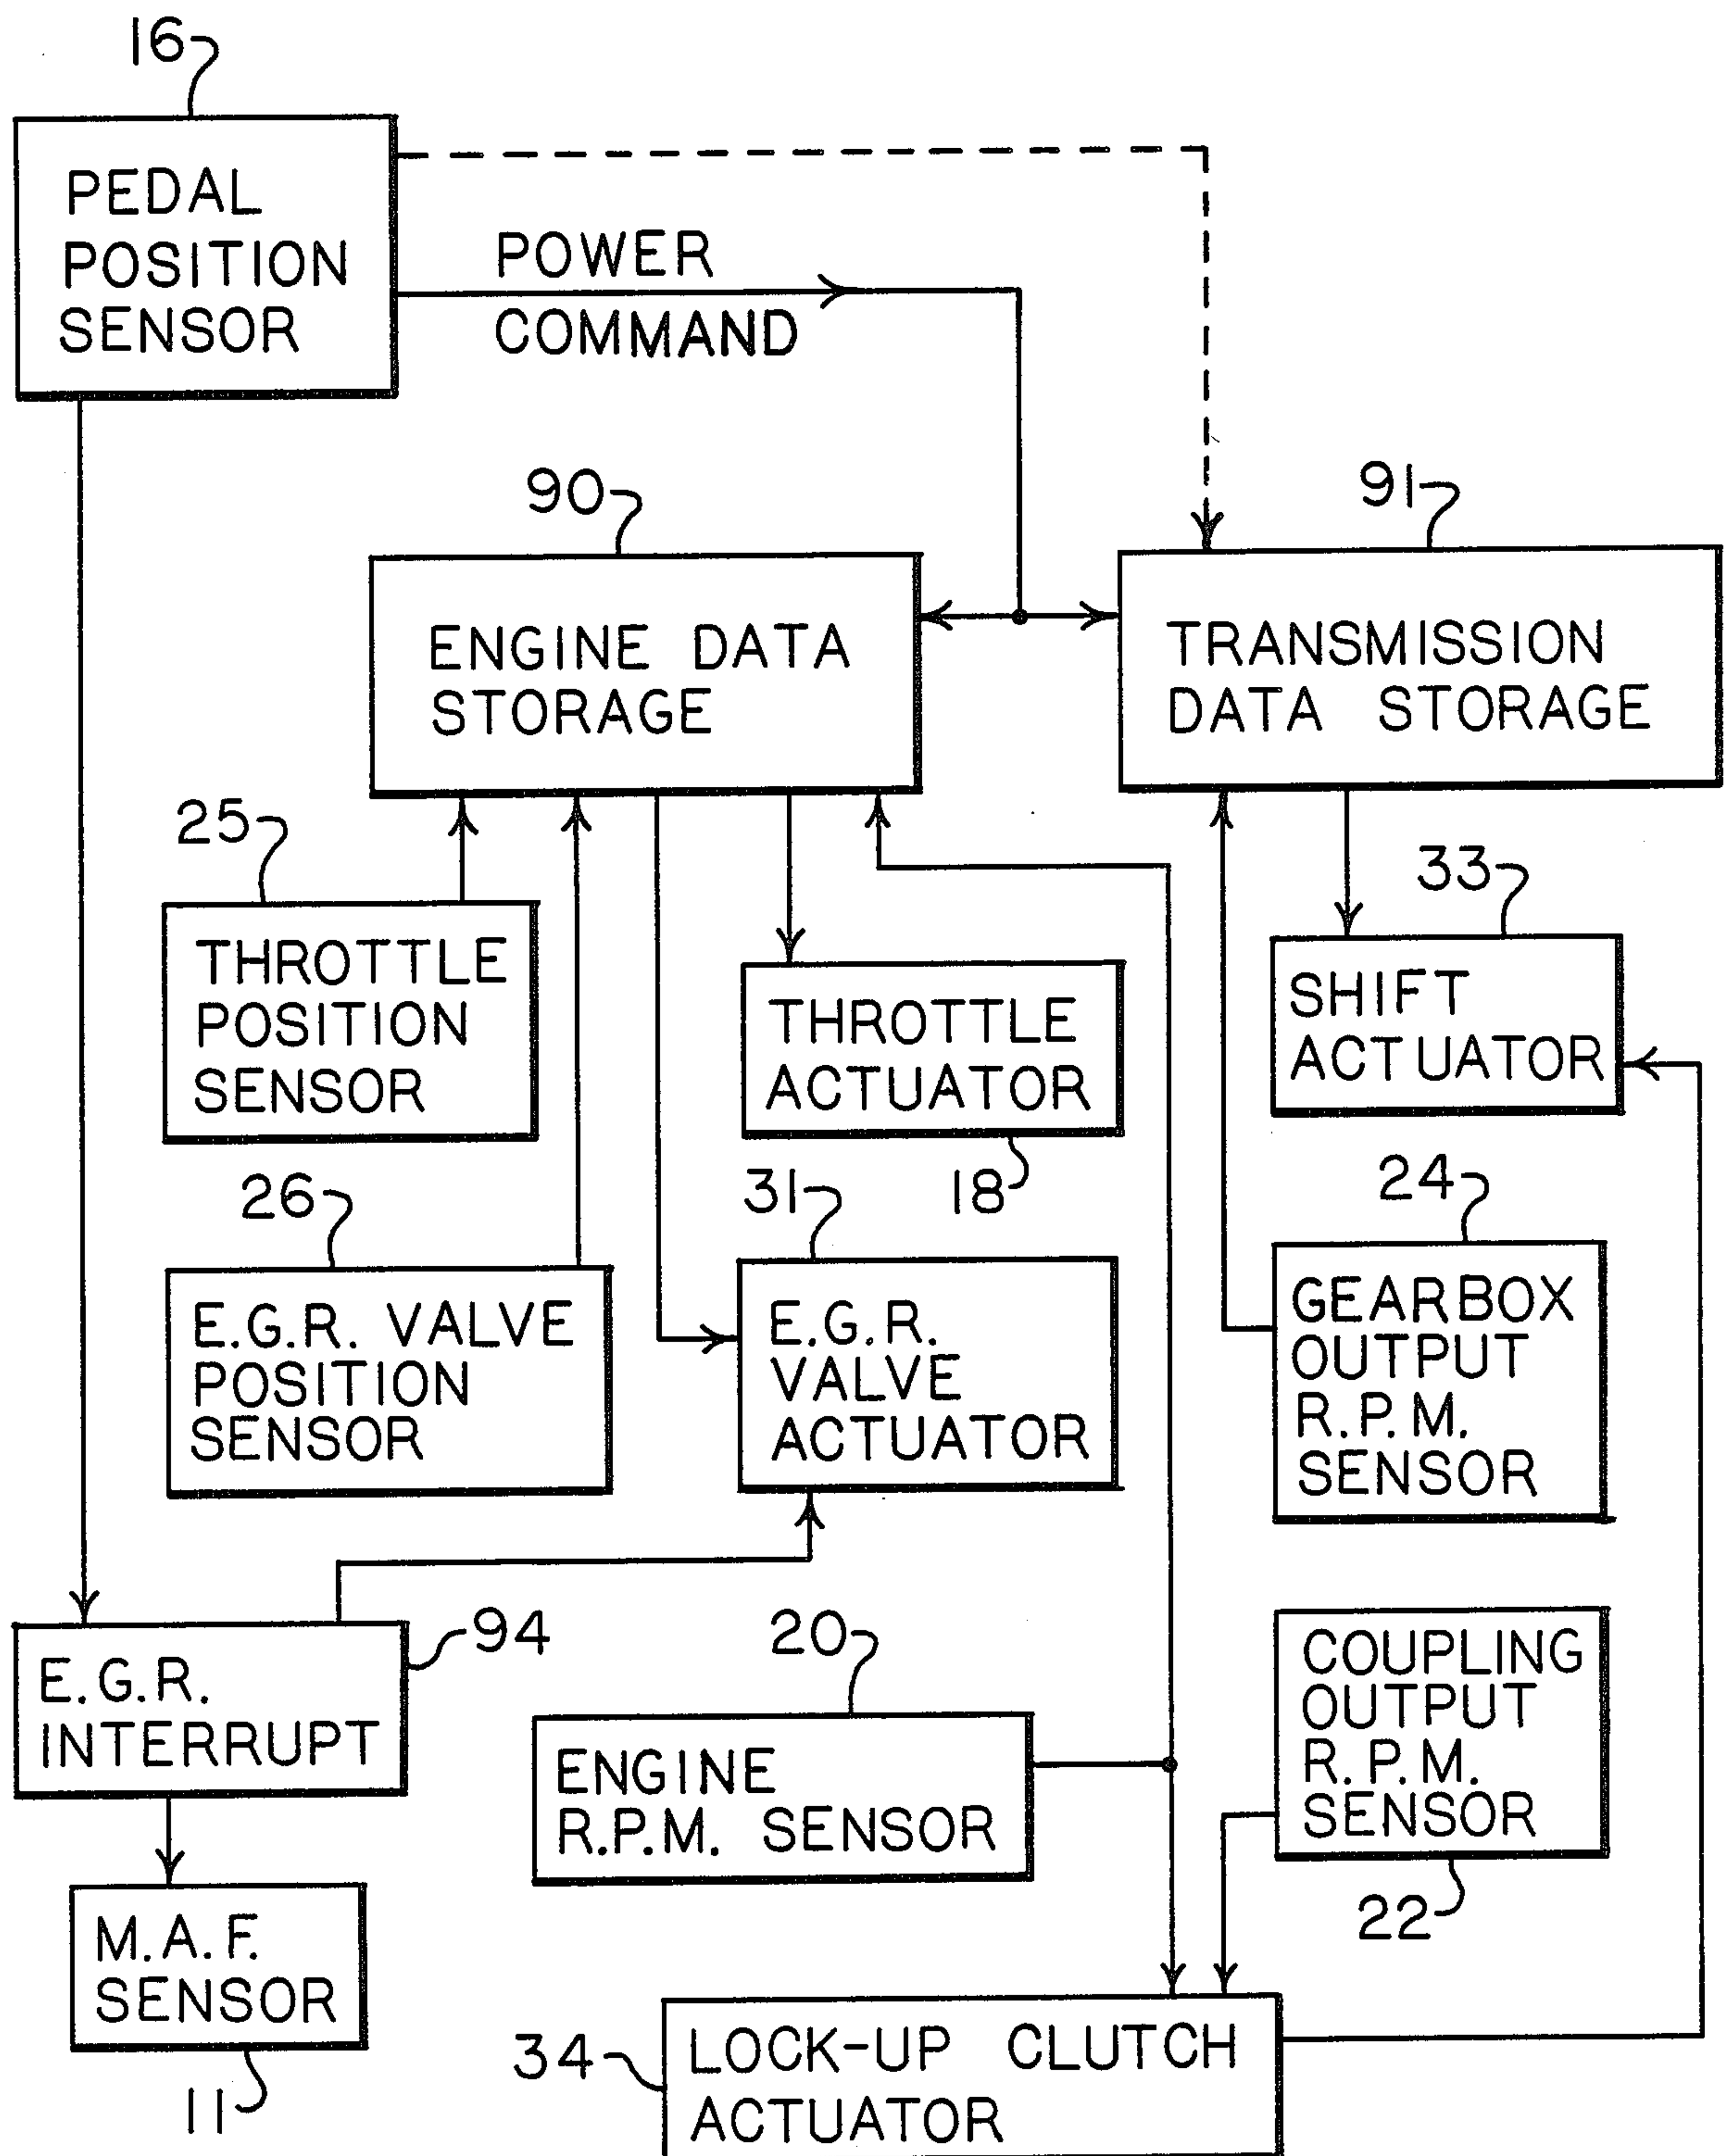 16
PEDAL
POSITION
SENSOR
POWER
COMMAND
90
91
ENGINE DATA
STORAGE
TRANSMISSION
DATA STORAGE
25
33
THROTTLE
POSITION
SENSOR
THROTTLE
ACTUATOR
18
SHIFT
ACTUATOR
26
31
24
E.G.R. VALVE
POSITION
SENSOR
E.G.R.
VALVE
ACTUATOR
GEARBOX
OUTPUT
R.P.M.
SENSOR
94
E.G.R.
INTERRUPT
20
ENGINE
R.P.M. SENSOR
COUPLING
OUTPUT
R.P.M.
SENSOR
22
M.A.F.
SENSOR
11
34
LOCK-UP CLUTCH
ACTUATOR